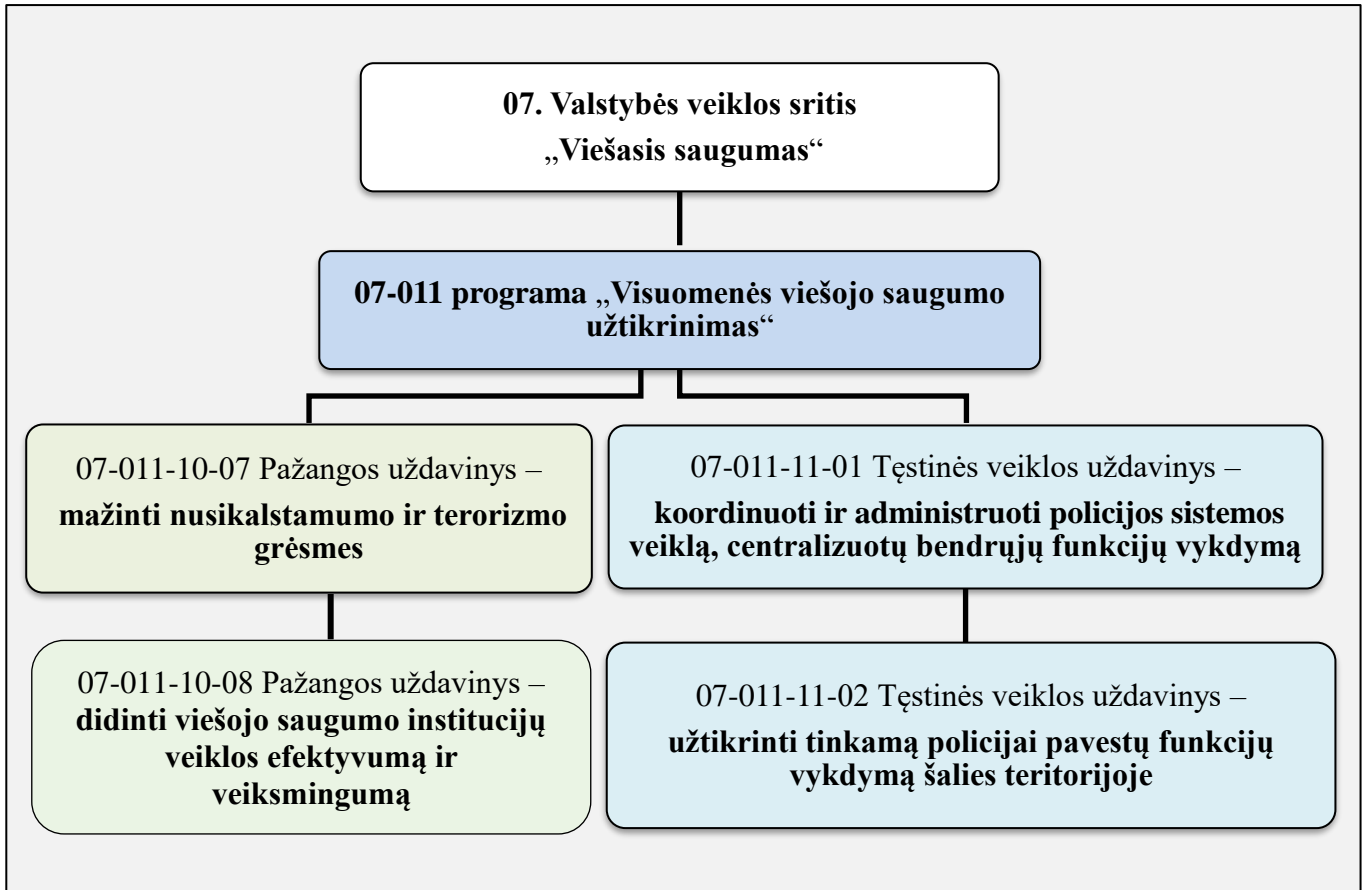 07. Valstybės veiklos sritis
„Viešasis saugumas“
07-011 programa „Visuomenės viešojo saugumo
užtikrinimas“
07-011-10-07 Pažangos uždavinys –
mažinti nusikalstamumo ir terorizmo
grėsmes
07-011-11-01 Tęstinės veiklos uždavinys –
koordinuoti ir administruoti policijos sistemos
veiklą, centralizuotų bendrųjų funkcijų vykdymą
07-011-10-08 Pažangos uždavinys –
didinti viešojo saugumo institucijų
veiklos efektyvumą ir
veiksmingumą
07-011-11-02 Tęstinės veiklos uždavinys –
užtikrinti tinkamą policijai pavestų funkcijų
vykdymą šalies teritorijoje